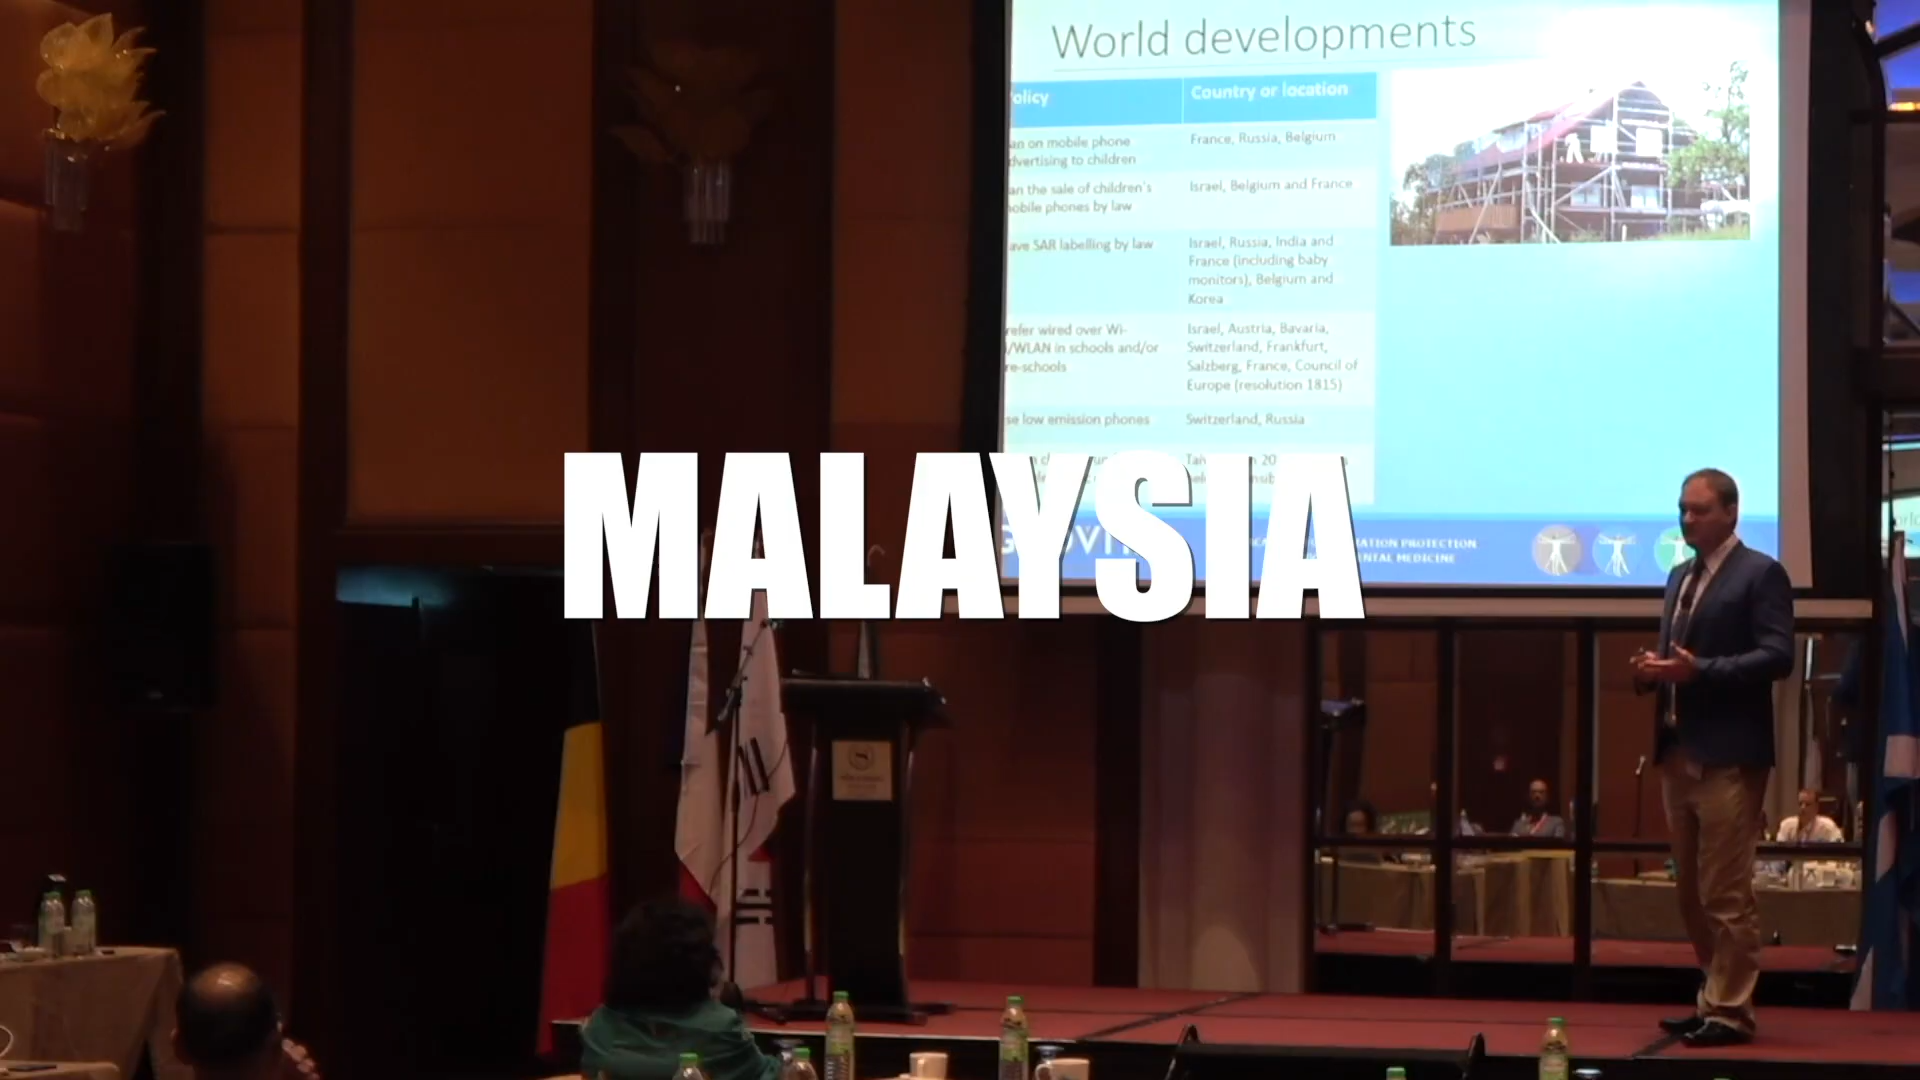 World developments
olicy
Country or location
an on mobile phone
dvertising to children
France, Russia, Belgium
an the sale of children's
obile phones by law
Israel, Belgium and France
ave SAR labelling by law
Israel, Russia, India and
France (including baby
monitors), Belgium and
Korea
refer wired over Wi-
/WLAN in schools and/or
re-schools
Israel, Austria, Bavaria,
Switzerland, Frankfurt,
Salzberg, France, Council of
Europe (resolution 1815)
se low emission phones
Switzerland, Russia
MALAYSIA
PROTECTION
MEDICINE